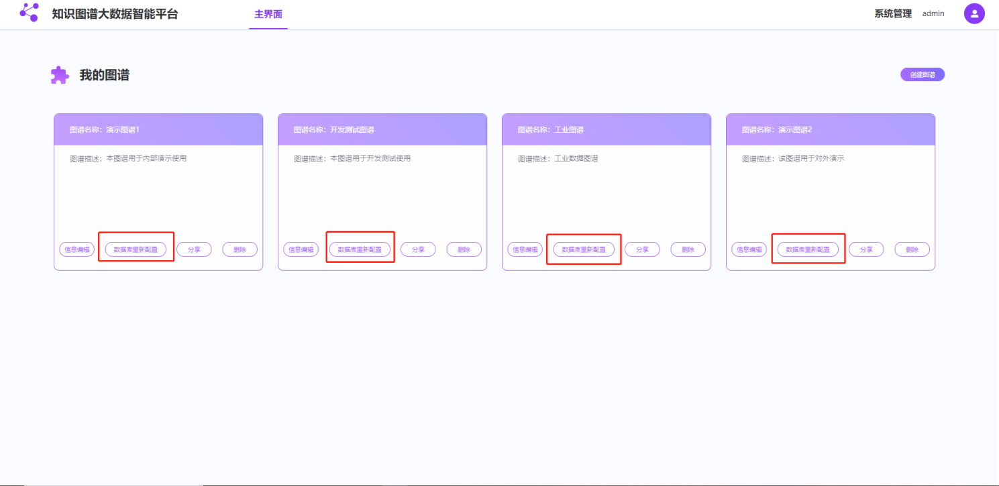 知识图谱大数据智能平台
主界面
系统管理 admin
我的图谱
创建图谱
图谱名称：演示图谱1
图谱描述：本图谱用于内部演示使用
信息编辑 数据库重新配置 分享 删除
图谱名称：开发测试图谱
图谱描述：本图谱用于开发测试使用
信息编辑 数据库重新配置 分享 删除
图谱名称：工业图谱
图谱描述：工业数据图谱
信息编辑 数据库重新配置 分享 删除
图谱名称：演示图谱2
图谱描述：该图谱用于对外演示
信息编辑 数据库重新配置 分享 删除